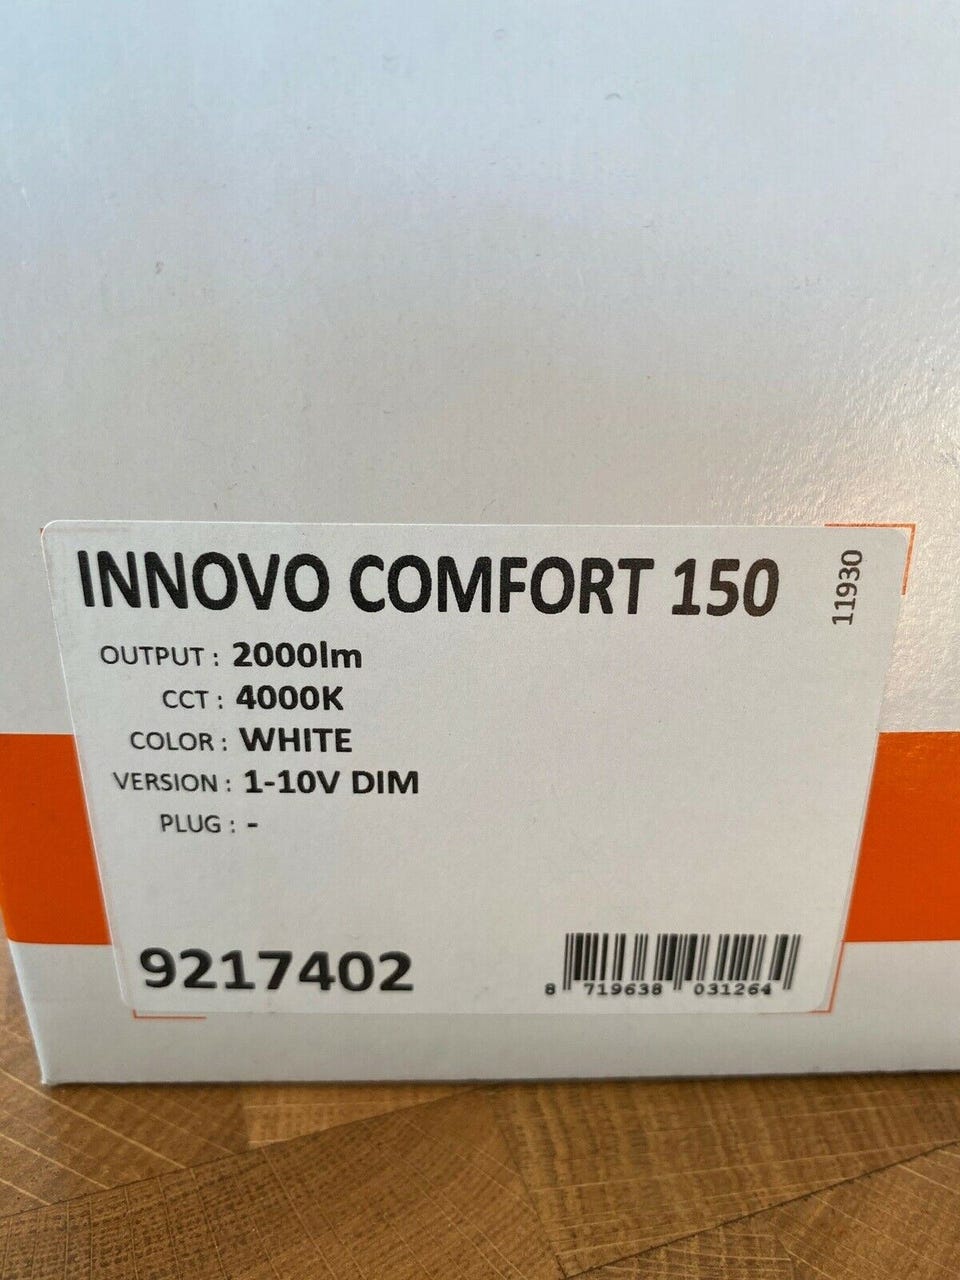 INNOVO COMFORT 150
11930
OUTPUT : 2000lm
CCT : 4000K
COLOR : WHITE
VERSION : 1-10V DIM
PLUG : -
9217402
8 719638 031264